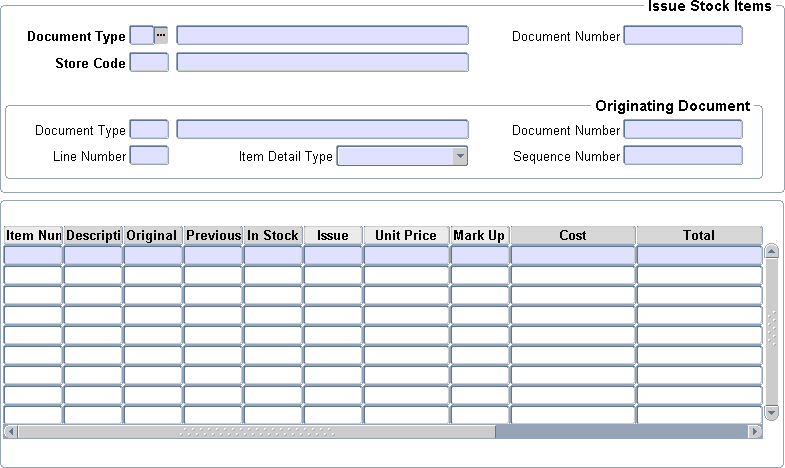 Issue Stock Items
Document Type ... Document Number
Store Code
Originating Document
Document Type Document Number
Line Number Item Detail Type Sequence Number
Item Num Descripti Original Previous In Stock Issue Unit Price Mark Up Cost Total